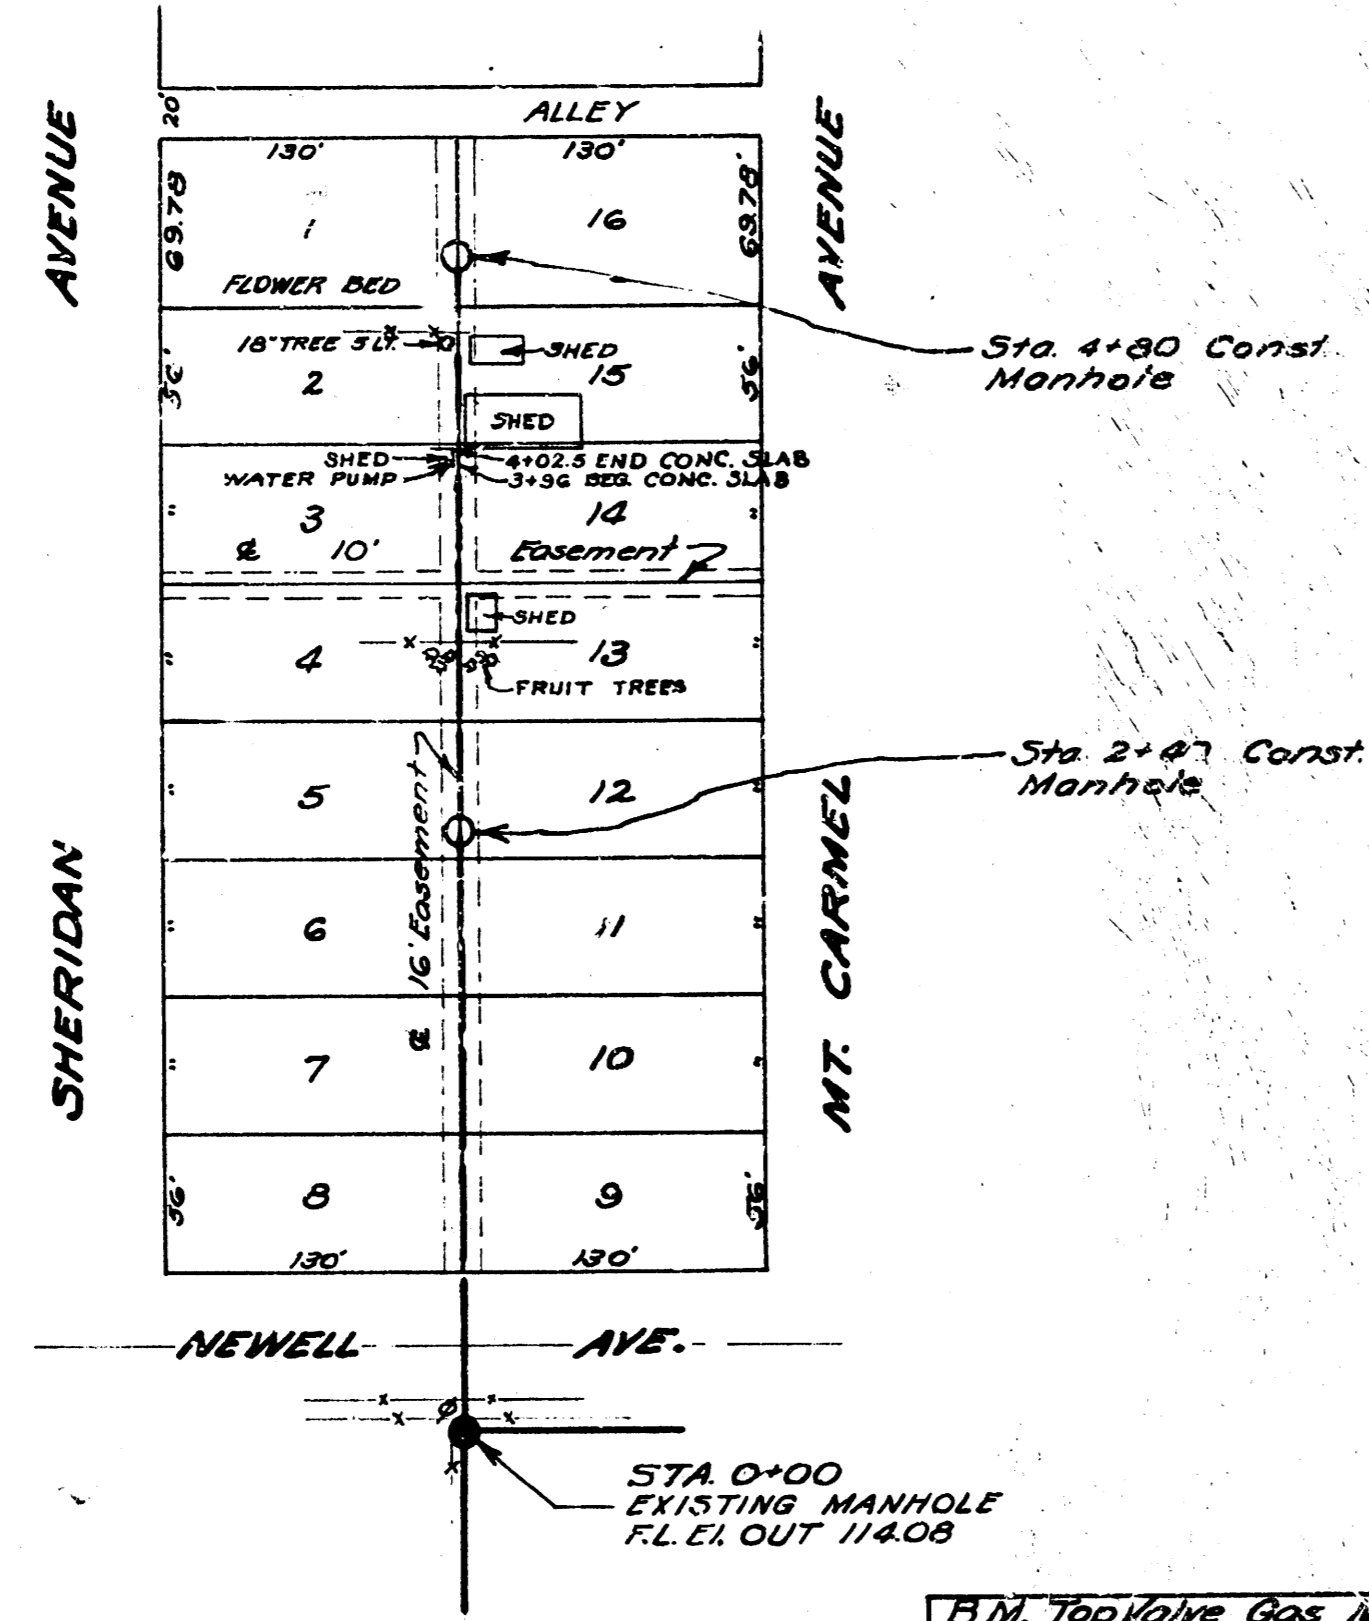 ALLEY
20'
AVENUE
AVENUE
130'
130'
69.78'
69.78'
1
16
FLOWER BED
18" TREE 5 LT.
SHED
Sta. 4+80 Const.
Manhole
56'
2
15
56'
SHED
SHED
4+02.5 END CONC. SLAB
WATER PUMP
3+96 BEG. CONC. SLAB
"
3
14
"
℄ 10' Easement
SHED
"
4
13
"
FRUIT TREES
Const.
Manhole
"
5
12
"
℄ 16' Easement
SHERIDAN
MT. CARMEL
"
6
11
"
"
7
10
"
56'
8
9
56'
130'
130'
NEWELL AVE.
STA. 0+00
EXISTING MANHOLE
F.L. El. OUT 114.08
B.M. Top Valve Gas